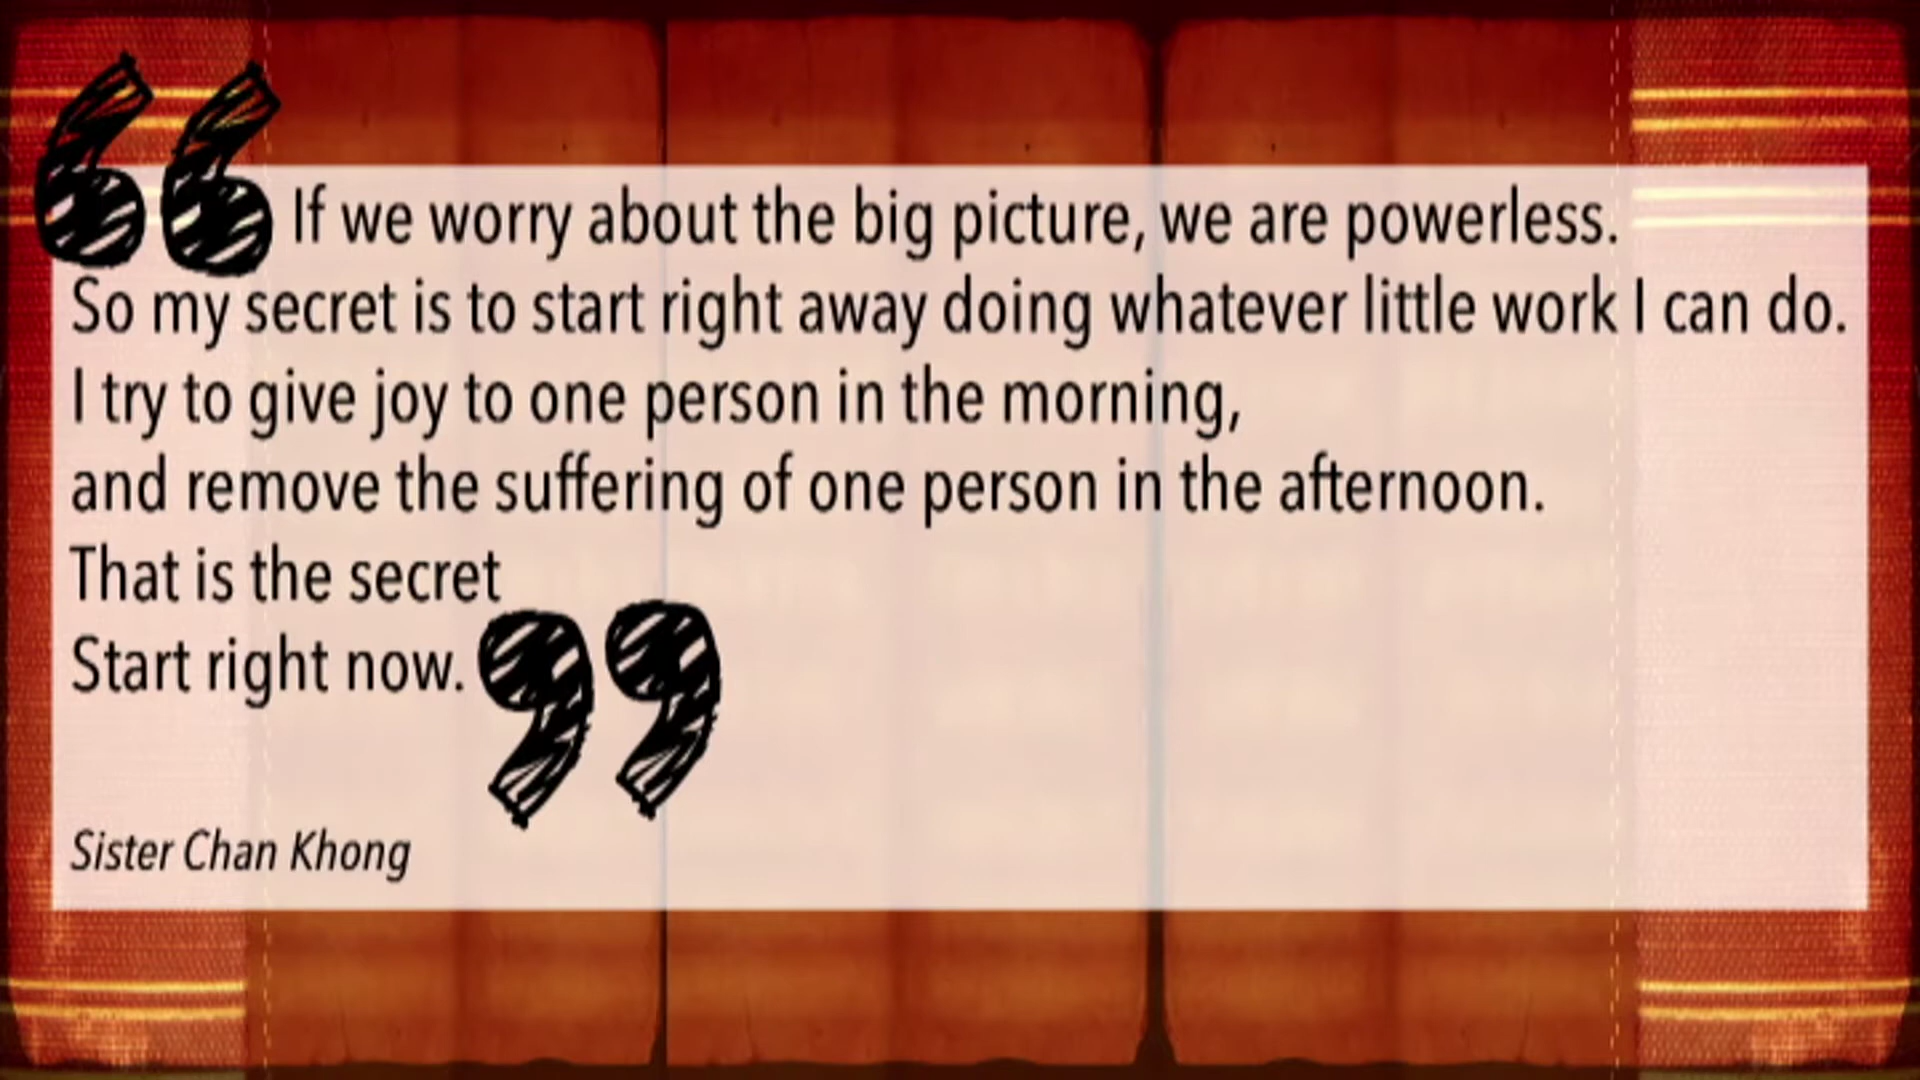 “ If we worry about the big picture, we are powerless.
So my secret is to start right away doing whatever little work I can do.
I try to give joy to one person in the morning,
and remove the suffering of one person in the afternoon.
That is the secret
Start right now. ”
Sister Chan Khong